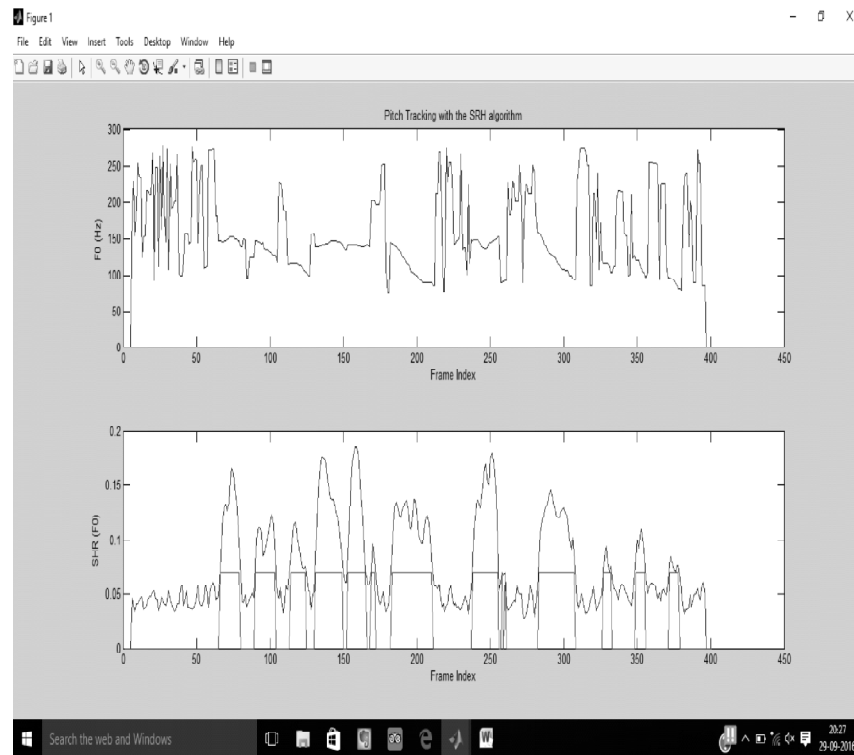 Figure 1
File Edit View Insert Tools Desktop Window Help
Pitch Tracking with the SRH algorithm
300
250
200
150
100
50
0
F0 (Hz)
0 50 100 150 200 250 300 350 400 450
Frame Index
0.2
0.15
0.1
0.05
0
SHR (F0)
0 50 100 150 200 250 300 350 400 450
Frame Index
Search the web and Windows
20:27
29-09-2016